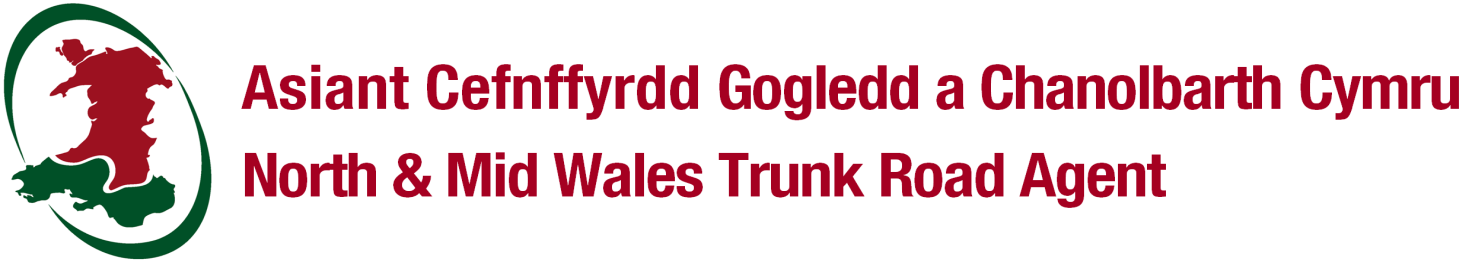 Asiant Cefnffyrdd Gogledd a Chanolbarth Cymru
North & Mid Wales Trunk Road Agent